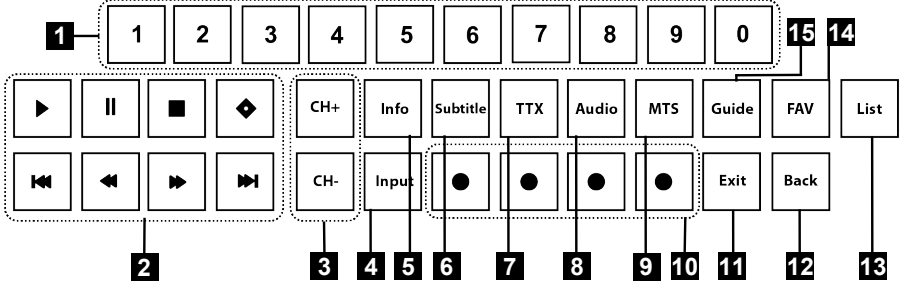 1 1 2 3 4 5 6 7 8 9 0 15 14
CH+ Info Subtitle TTX Audio MTS Guide FAV List
CH- Input Exit Back
2 3 4 5 6 7 8 9 10 11 12 13